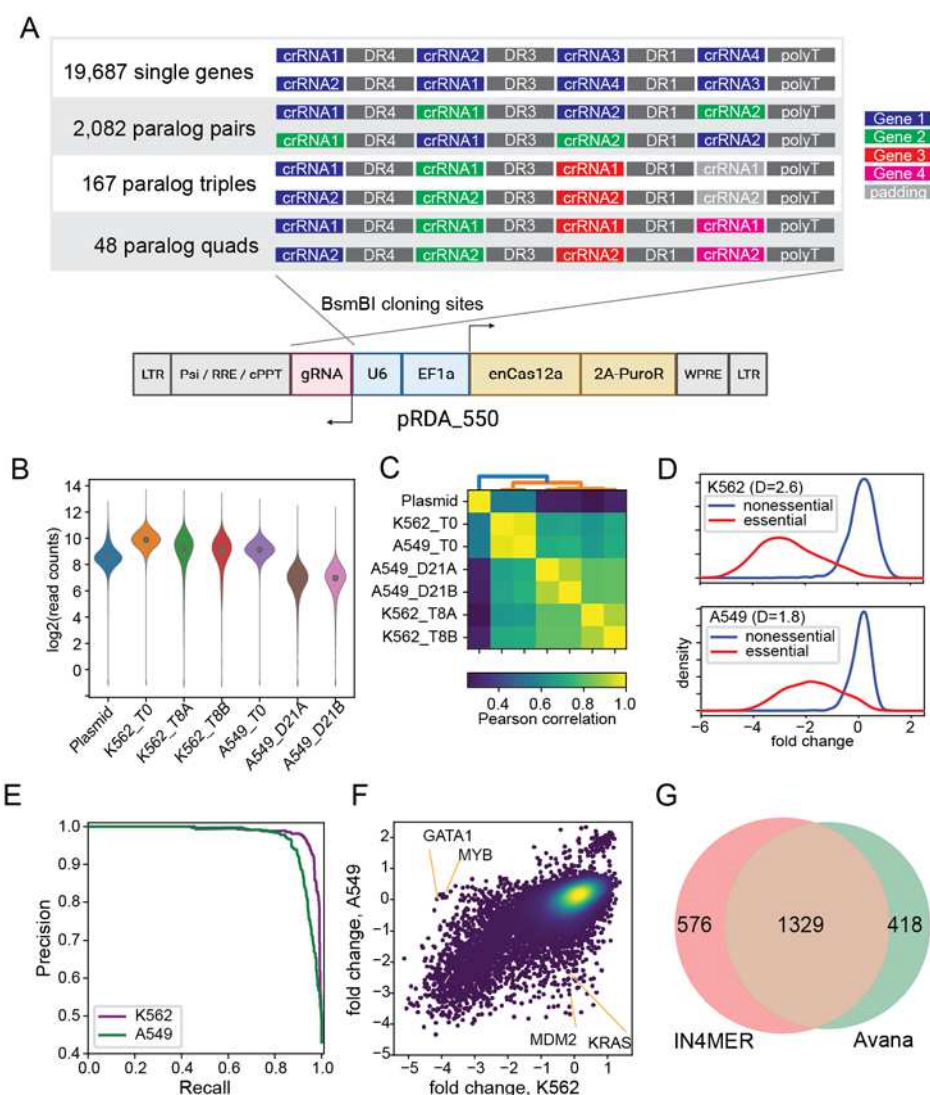 A
19,687 single genes
crRNA1 DR4 crRNA2 DR3 crRNA3 DR1 crRNA4 polyT
crRNA2 DR4 crRNA1 DR3 crRNA4 DR1 crRNA3 polyT
2,082 paralog pairs
crRNA1 DR4 crRNA1 DR3 crRNA2 DR1 crRNA2 polyT
crRNA1 DR4 crRNA1 DR3 crRNA2 DR1 crRNA2 polyT
167 paralog triples
crRNA1 DR4 crRNA1 DR3 crRNA1 DR1 crRNA1 polyT
crRNA2 DR4 crRNA2 DR3 crRNA2 DR1 crRNA2 polyT
48 paralog quads
crRNA1 DR4 crRNA1 DR3 crRNA1 DR1 crRNA1 polyT
crRNA2 DR4 crRNA2 DR3 crRNA2 DR1 crRNA2 polyT
Gene 1
Gene 2
Gene 3
Gene 4
padding
BsmBI cloning sites
LTR Psi / RRE / cPPT gRNA U6 EF1a enCas12a 2A-PuroR WPRE LTR
pRDA_550
B
log2(read counts)
14
12
10
8
6
4
2
0
Plasmid
K562_T0
K562_T8A
K562_T8B
A549_T0
A549_D21A
A549_D21B
C
Plasmid
K562_T0
A549_T0
A549_D21A
A549_D21B
K562_T8A
K562_T8B
0.4 0.6 0.8 1.0
Pearson correlation
D
K562 (D=2.6)
nonessential
essential
A549 (D=1.8)
nonessential
essential
density
-6 -4 -2 0 2
fold change
E
Precision
1.0
0.9
0.8
0.7
0.6
0.5
0.4
K562
A549
0.0 0.2 0.4 0.6 0.8 1.0
Recall
F
fold change, A549
2
1
0
−1
−2
−3
−4
−5
GATA1
MYB
MDM2
KRAS
−5 −4 −3 −2 −1 0 1
fold change, K562
G
576
1329
418
IN4MER
Avana